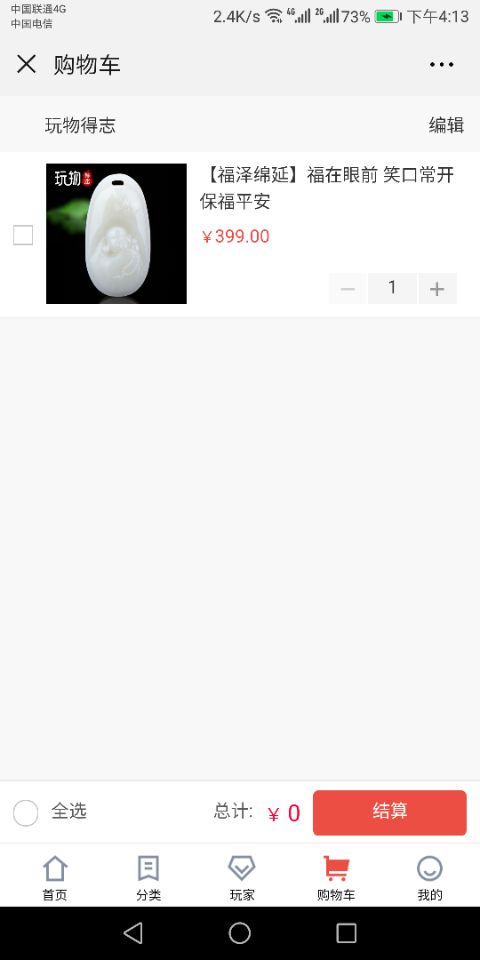 中国联通4G
中国电信
2.4K/s 4G 2G 73% 下午4:13
购物车
玩物得志 编辑
玩物
【福泽绵延】福在眼前 笑口常开
保福平安
￥399.00
1
全选 总计: ￥ 0 结算
首页 分类 玩家 购物车 我的